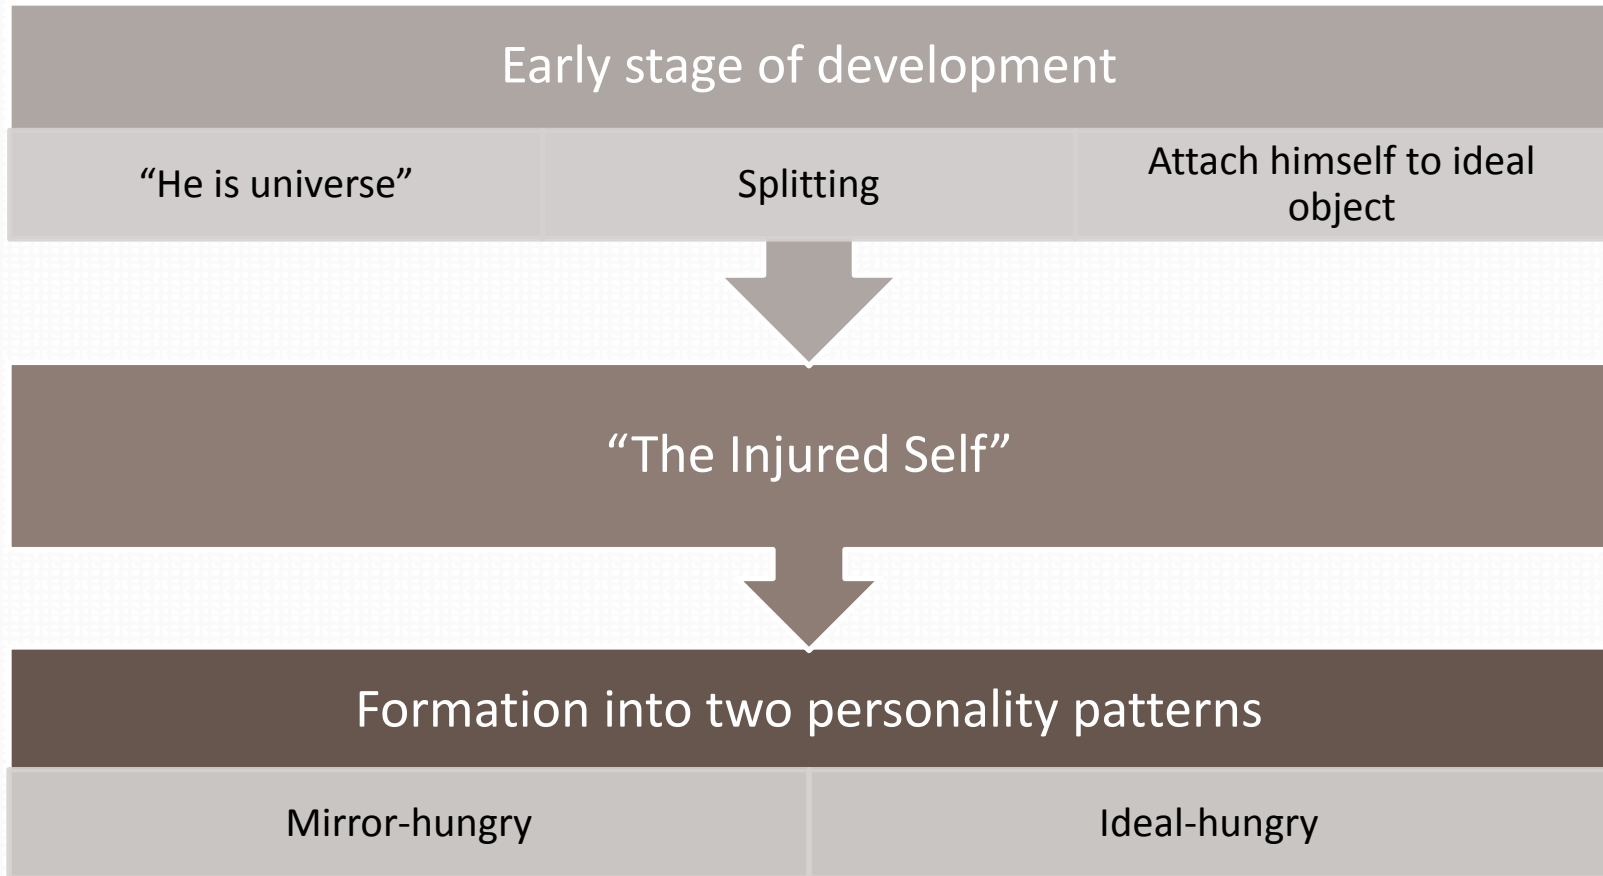 Early stage of development
“He is universe”
Splitting
Attach himself to ideal
object
“The Injured Self”
Formation into two personality patterns
Mirror-hungry
Ideal-hungry